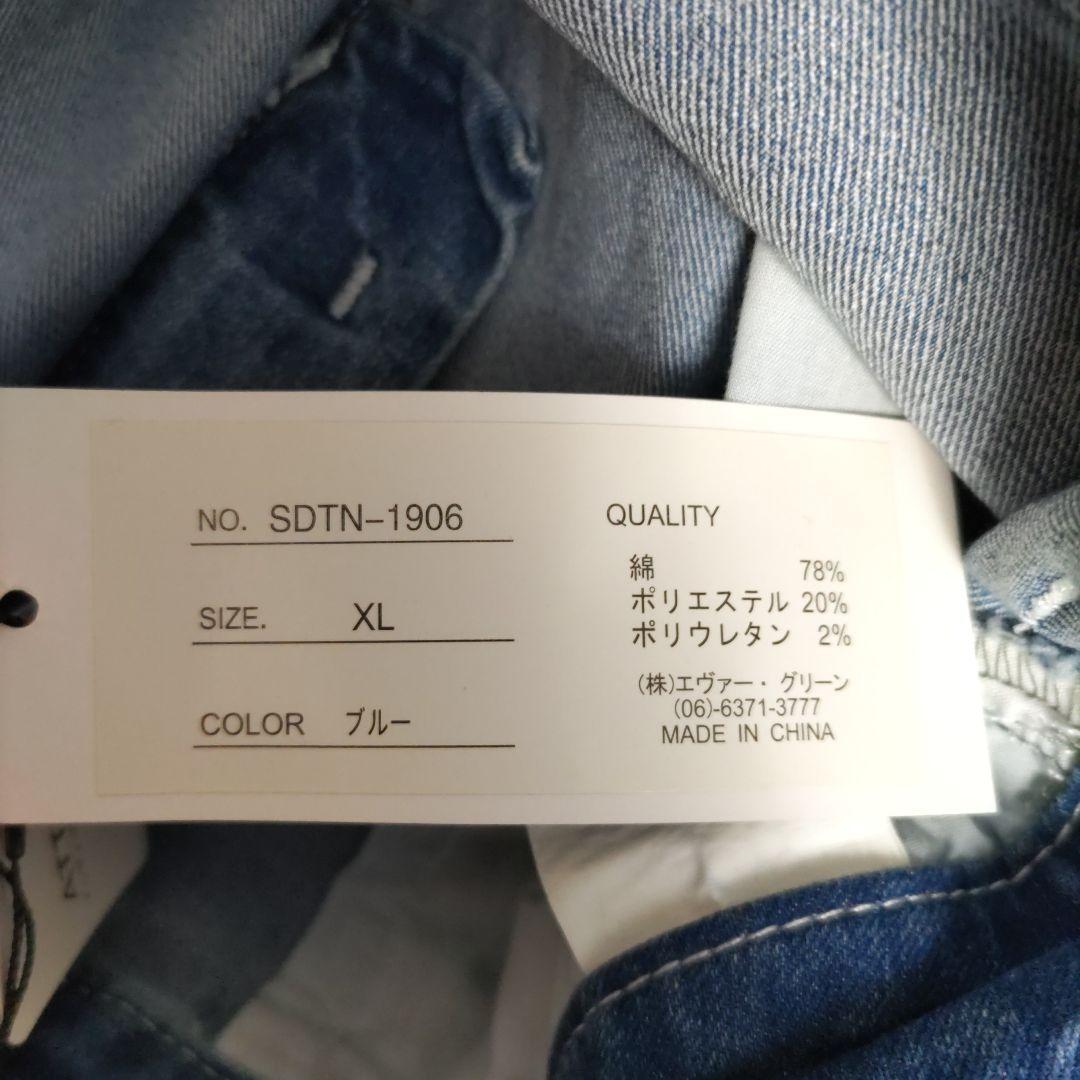 NO. SDTN-1906
SIZE. XL
COLOR ブルー
QUALITY
綿 78%
ポリエステル 20%
ポリウレタン 2%
(株)エヴァー・グリーン
(06)-6371-3777
MADE IN CHINA